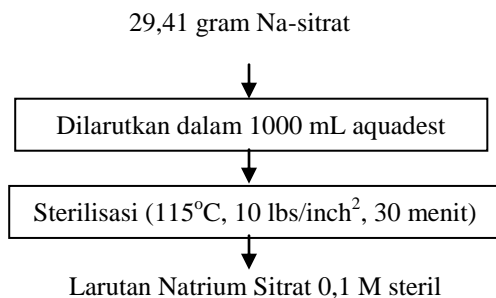 29,41 gram Na-sitrat
Dilarutkan dalam 1000 mL aquadest
Sterilisasi (115°C, 10 lbs/inch², 30 menit)
Larutan Natrium Sitrat 0,1 M steril